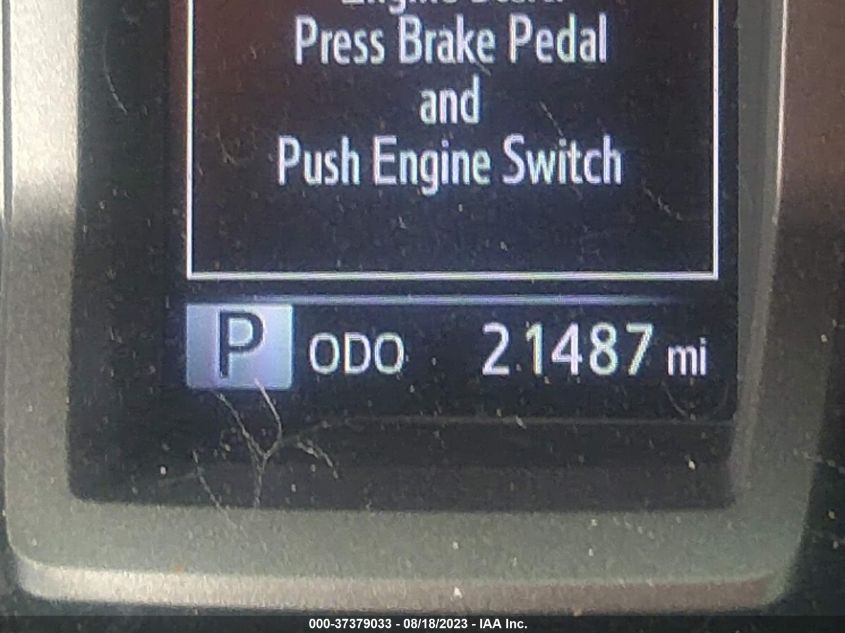 Press Brake Pedal
and
Push Engine Switch
P ODO 21487 mi
000-37379033 - 08/18/2023 - IAA Inc.